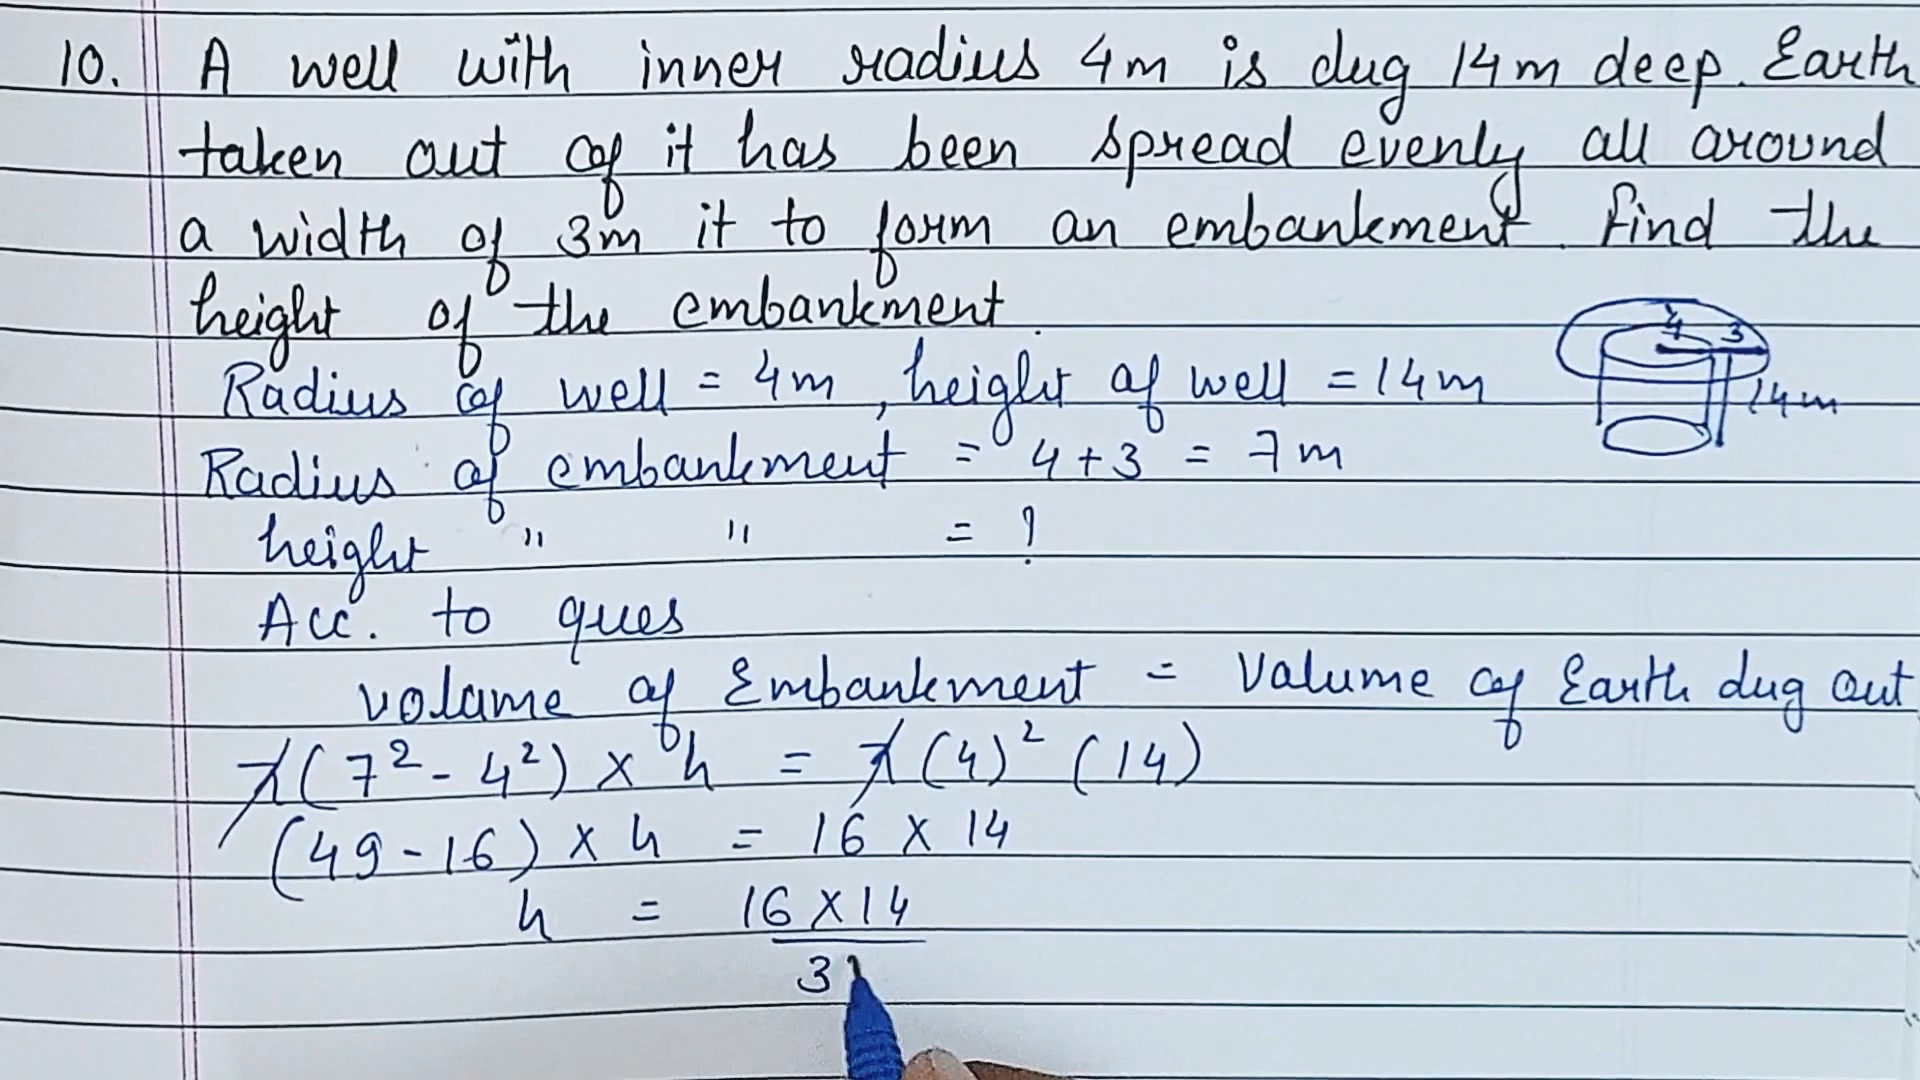 10. A well with inner radius 4m is dug 14m deep. Earth
taken out of it has been spread evenly all around
a width of 3m it to form an embankment. Find the
height of the embankment.
4 3
14m
Radius of well = 4m, height of well = 14m
Radius of embankment = 4+3 = 7m
height " " = ?
Acc. to ques
volume of Embankment = Volume of Earth dug out
π(7² - 4²) × h = π(4)² (14)
(49-16) × h = 16 × 14
h = 16 × 14
3